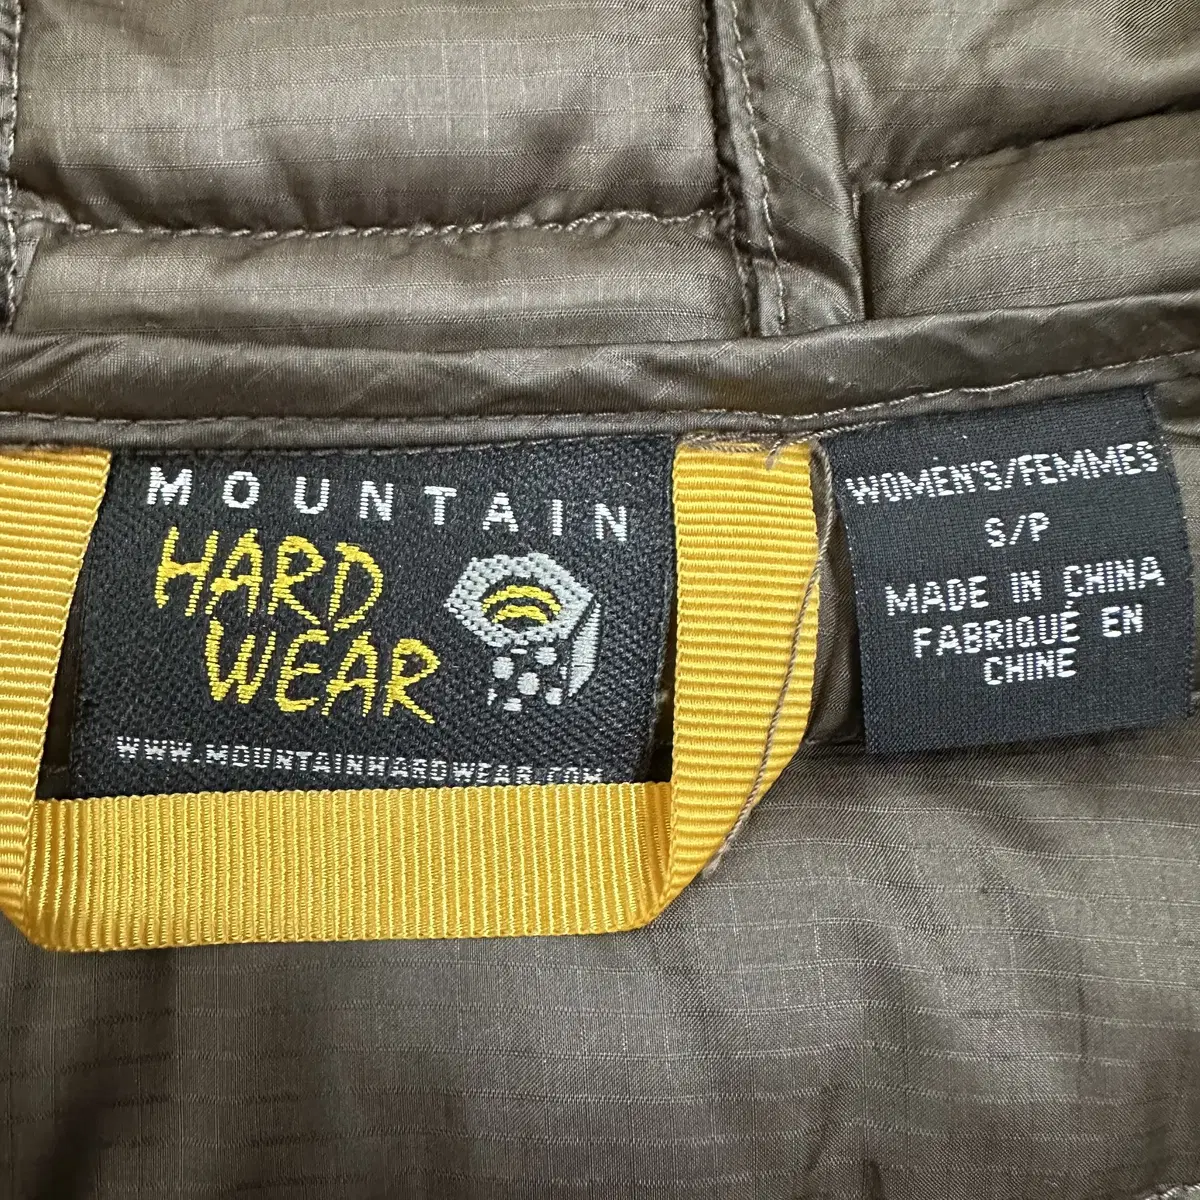 MOUNTAIN
HARD
WEAR
WWW.MOUNTAINHARDWEAR.COM
WOMEN'S/FEMMES
S/P
MADE IN CHINA
FABRIQUÉ EN
CHINE